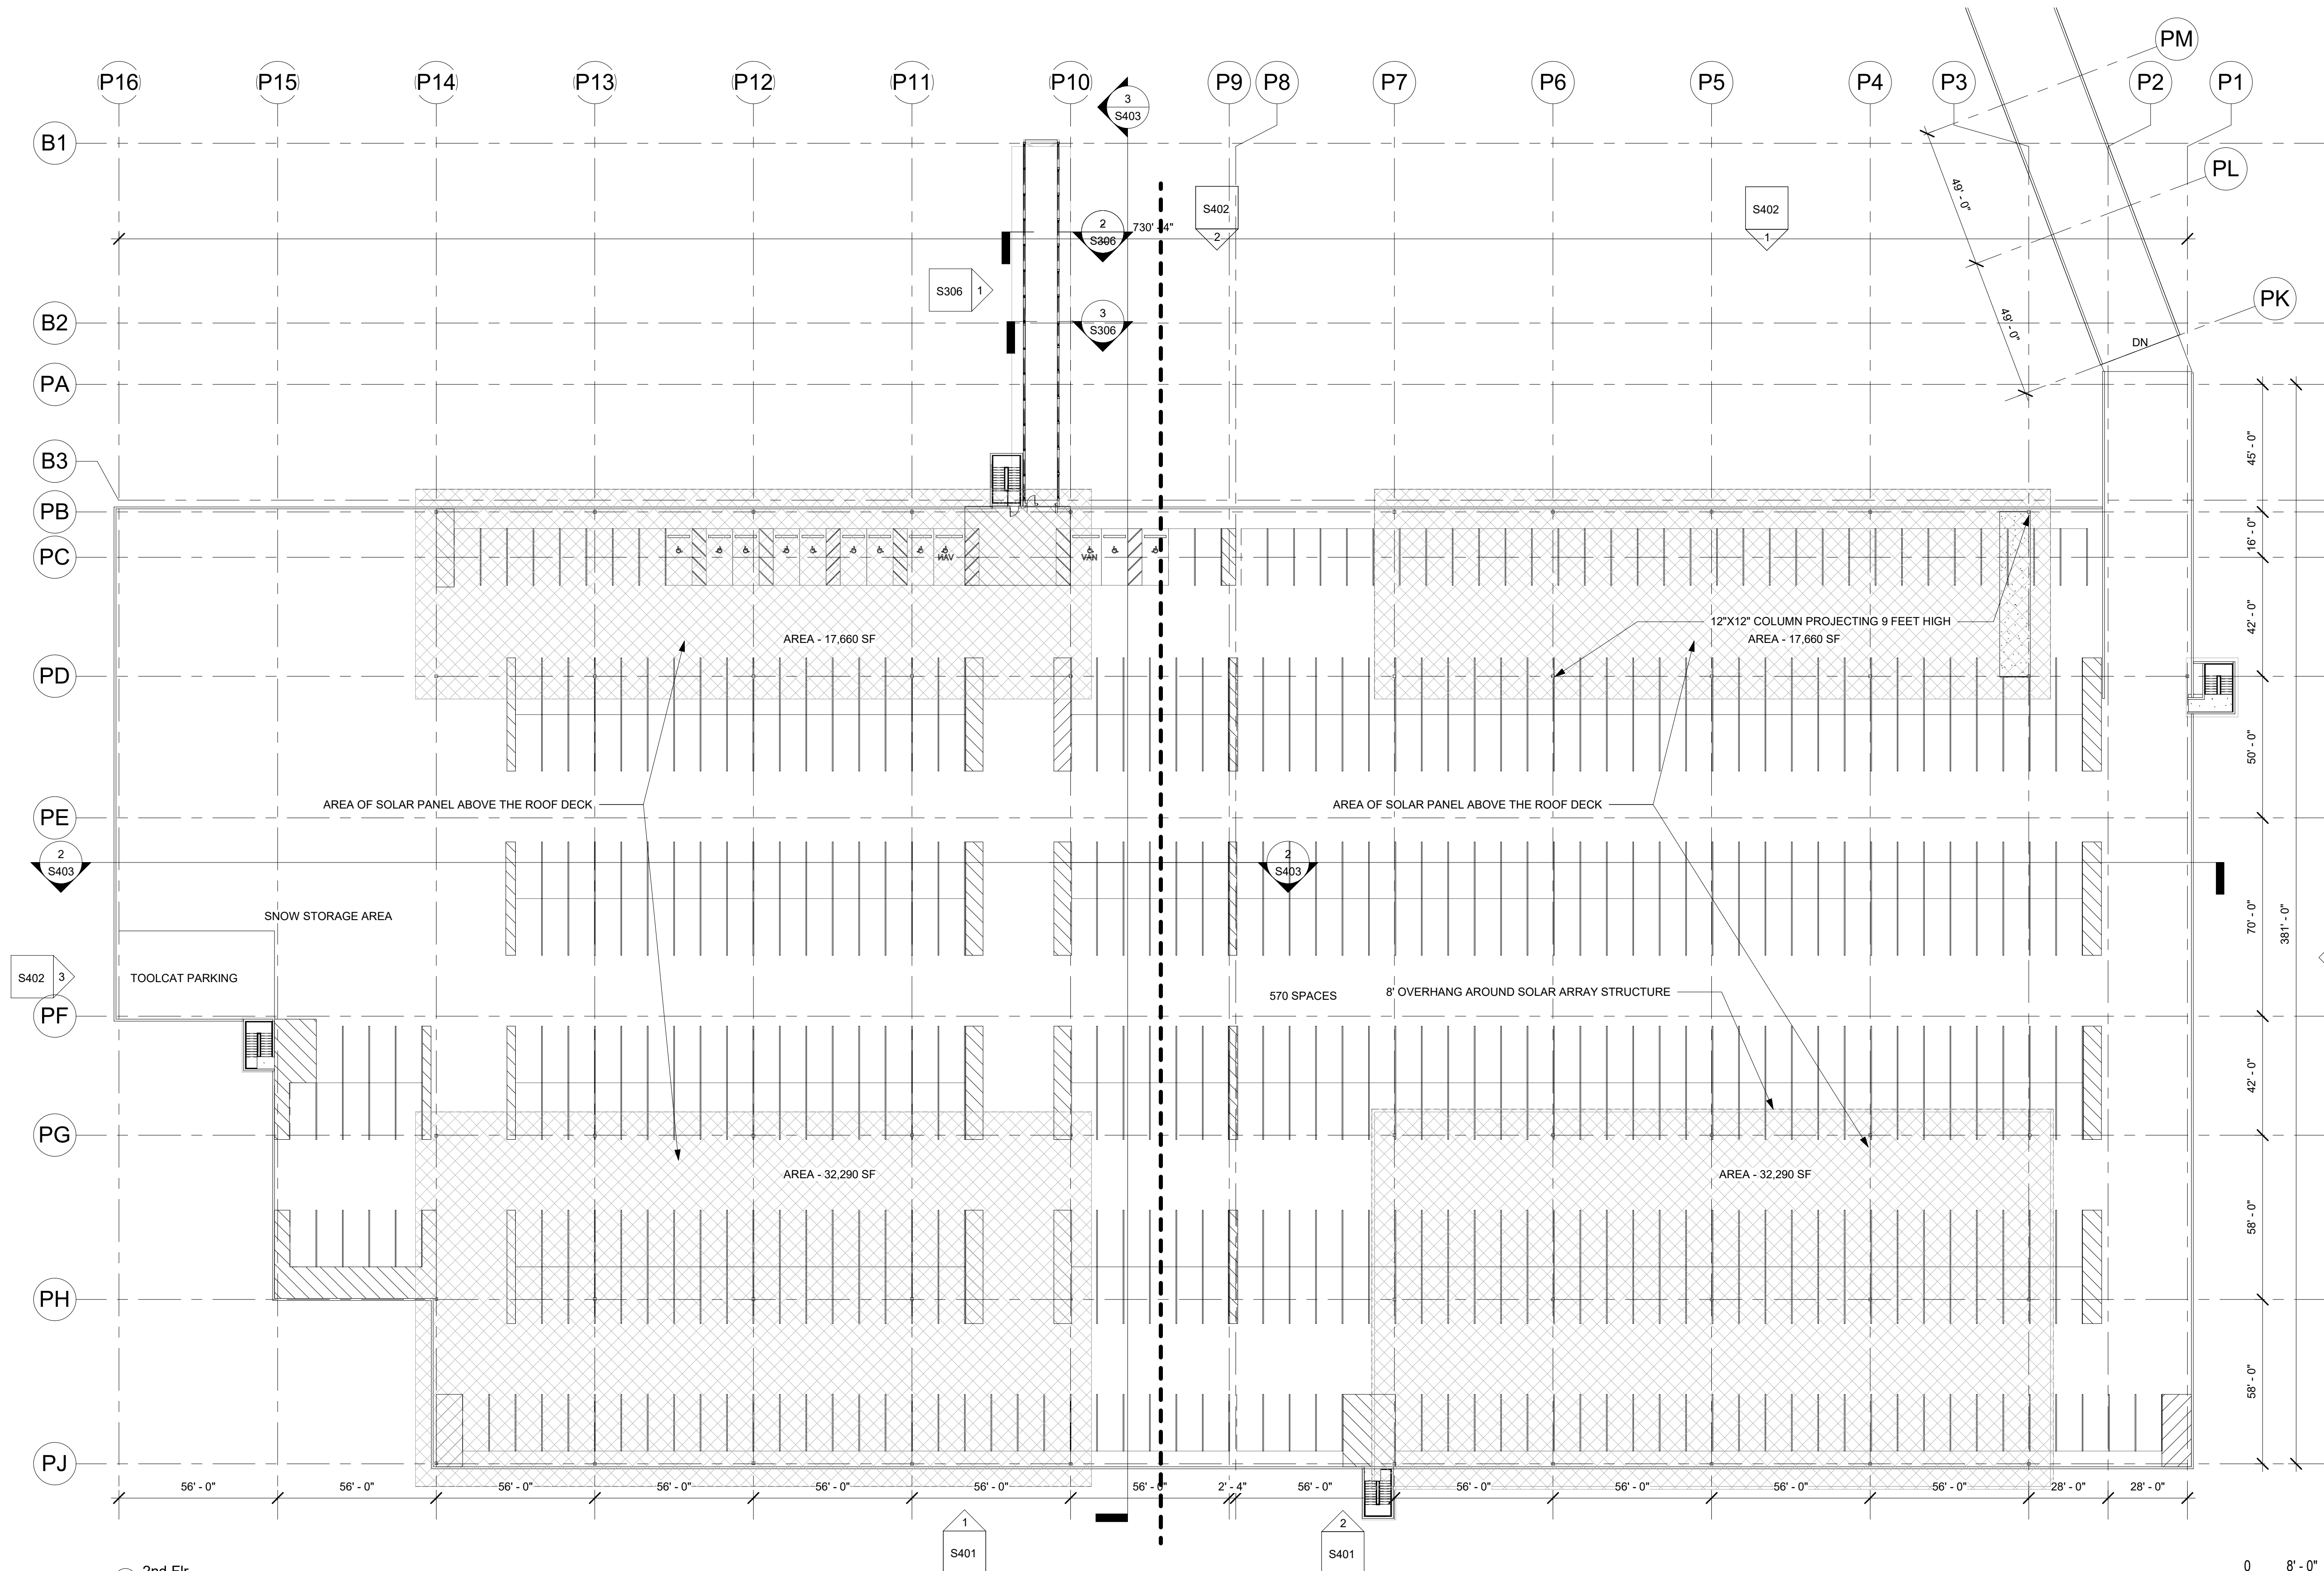 PM
P16
P15
P14
P13
P12
P11
P10
P9
P8
P7
P6
P5
P4
P3
P2
P1
3
S403
B1
PL
49' - 0"
S402
2
S402
1
2
S306
730' - 4"
S306
1
PK
B2
3
S306
49' - 0"
DN
PA
45' - 0"
B3
PB
16' - 0"
PC
VAN
VAN
42' - 0"
12"X12" COLUMN PROJECTING 9 FEET HIGH
AREA - 17,660 SF
AREA - 17,660 SF
PD
50' - 0"
AREA OF SOLAR PANEL ABOVE THE ROOF DECK
AREA OF SOLAR PANEL ABOVE THE ROOF DECK
PE
2
S403
2
S403
SNOW STORAGE AREA
70' - 0"
381' - 0"
S402
3
TOOLCAT PARKING
570 SPACES
8' OVERHANG AROUND SOLAR ARRAY STRUCTURE
PF
42' - 0"
PG
AREA - 32,290 SF
AREA - 32,290 SF
58' - 0"
PH
58' - 0"
PJ
56' - 0"
56' - 0"
56' - 0"
56' - 0"
56' - 0"
56' - 0"
56' - 0"
2' - 4"
56' - 0"
56' - 0"
56' - 0"
56' - 0"
56' - 0"
28' - 0"
28' - 0"
1
S401
2
S401
2nd Flr
0
8' - 0"